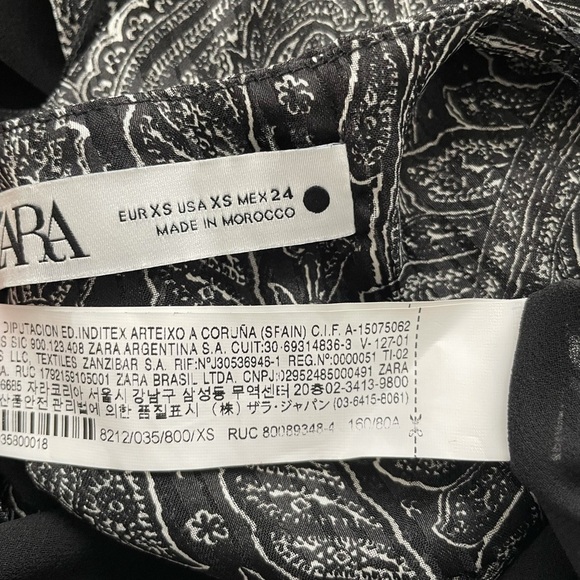 ZARA
EUR XS USA XS MEX 24
MADE IN MOROCCO
DIPUTACION ED.INDITEX ARTEIXO A CORUÑA (SPAIN) C.I.F. A-15075062
SIC 900.123.408 ZARA ARGENTINA S.A. CUIT:30-69314836-3 V-127-01
LLC, TEXTILES ZANZIBAR S.A. RIF:NºJ30536946-1 REG.Nº:0000051 TI-02
RUC 1792158105001 ZARA BRASIL LTDA. CNPJ:02952485000491 ZARA
6685 자라코리아 서울시 강남구 삼성동 무역센터 20층 02-3413-9800
안전 관리법에 의한 품질표시 (株) ザラ・ジャパン (03-6415-8061)
35800018 8212/035/800/XS RUC 80089348-4 160/80A